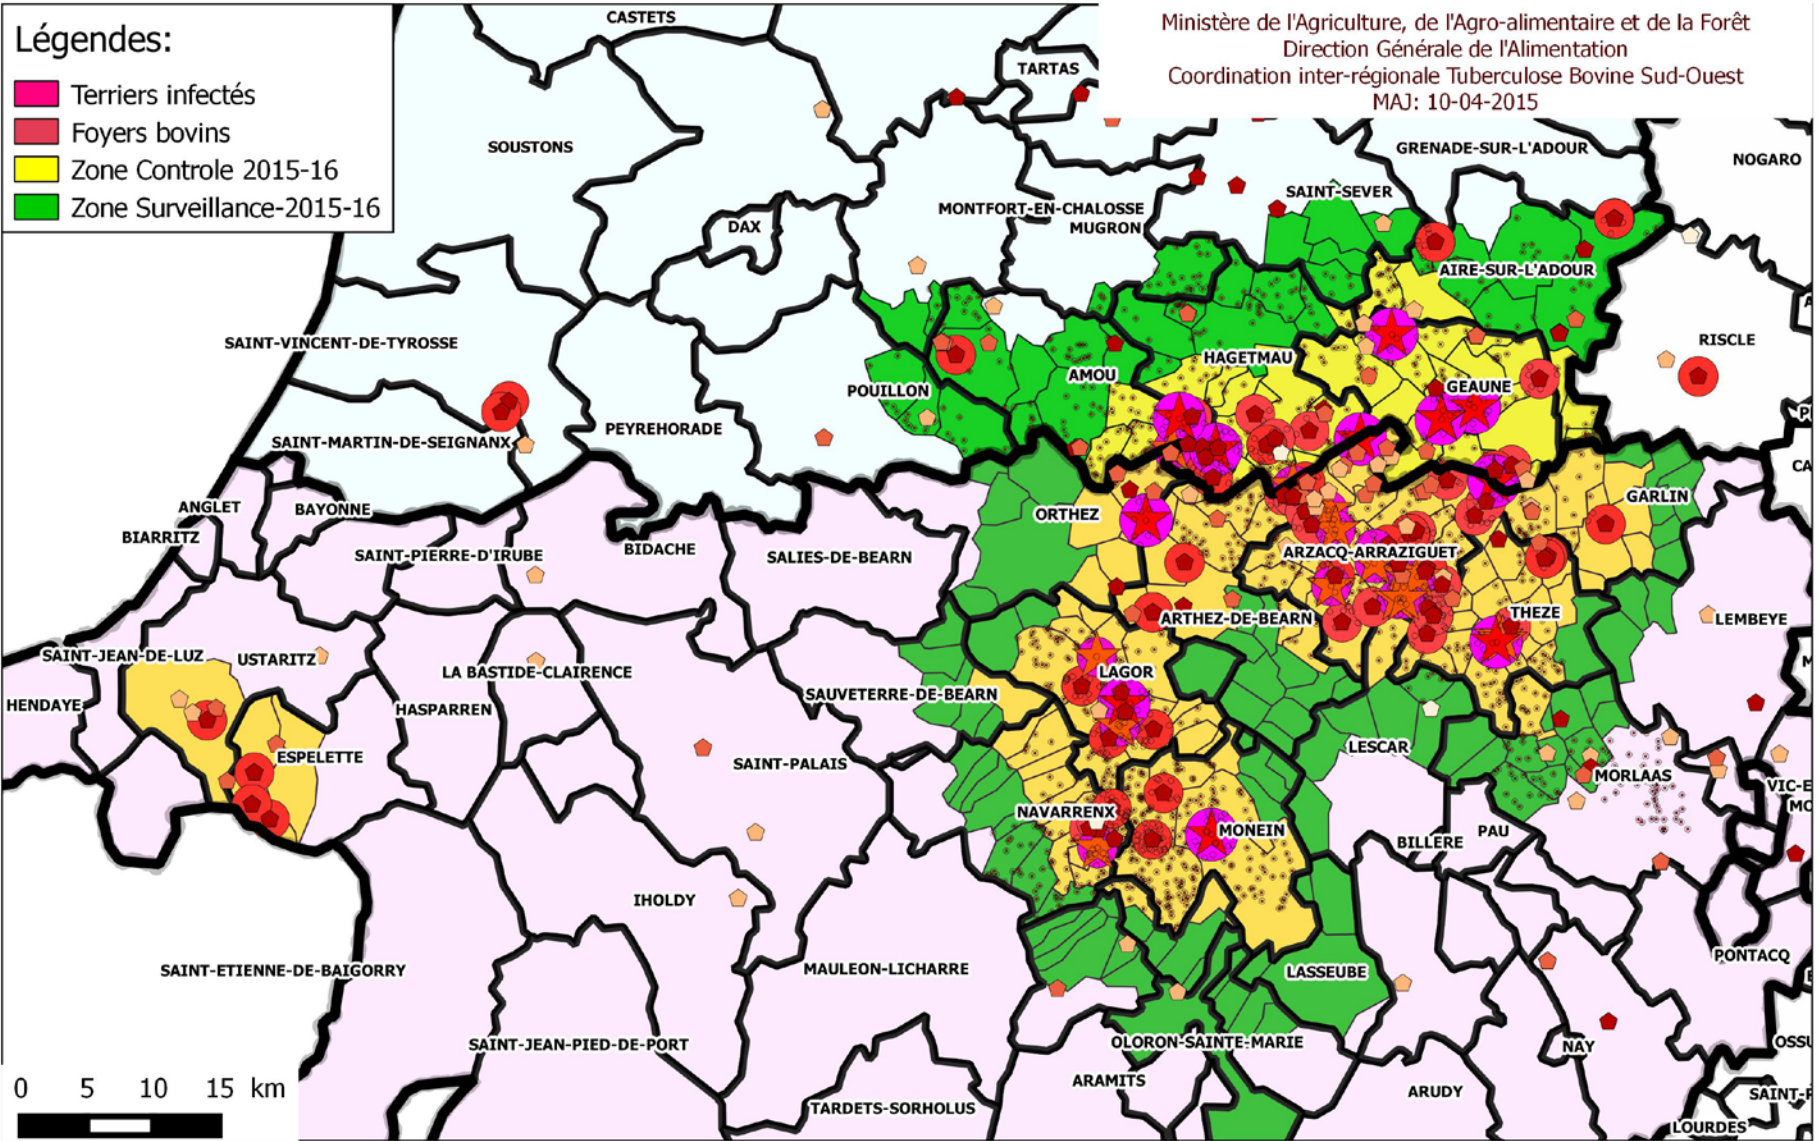 Légendes:
Terriers infectés
Foyers bovins
Zone Controle 2015-16
Zone Surveillance-2015-16
Ministère de l'Agriculture, de l'Agro-alimentaire et de la Forêt
Direction Générale de l'Alimentation
Coordination inter-régionale Tuberculose Bovine Sud-Ouest
MAJ: 10-04-2015
CASTETS
TARTAS
SOUSTONS
GRENADE-SUR-L'ADOUR
NOGARO
SAINT-SEVER
MONTFORT-EN-CHALOSSE
MUGRON
DAX
AIRE-SUR-L'ADOUR
SAINT-VINCENT-DE-TYROSSE
RISCLE
HAGETMAU
AMOU
GEAUNE
POUILLON
PEYREHORADE
SAINT-MARTIN-DE-SEIGNANX
GARLIN
ANGLET
BAYONNE
ORTHEZ
BIARRITZ
SAINT-PIERRE-D'IRUBE
BIDACHE
SALIES-DE-BEARN
ARZACQ-ARRAZIGUET
THEZE
ARTHEZ-DE-BEARN
LEMBEYE
SAINT-JEAN-DE-LUZ
USTARITZ
LA BASTIDE-CLAIRENCE
LAGOR
SAUVETERRE-DE-BEARN
HENDAYE
HASPARREN
LESCAR
ESPELETTE
SAINT-PALAIS
MORLAAS
VIC-E
MO
NAVARRENX
MONEIN
PAU
BILLERE
IHOLDY
PONTACQ
SAINT-ETIENNE-DE-BAIGORRY
MAULEON-LICHARRE
LASSEUBE
SAINT-JEAN-PIED-DE-PORT
OLORON-SAINTE-MARIE
NAY
OSSU
ARAMITS
ARUDY
SAINT-P
TARDETS-SORHOLUS
LOURDES
0 5 10 15 km